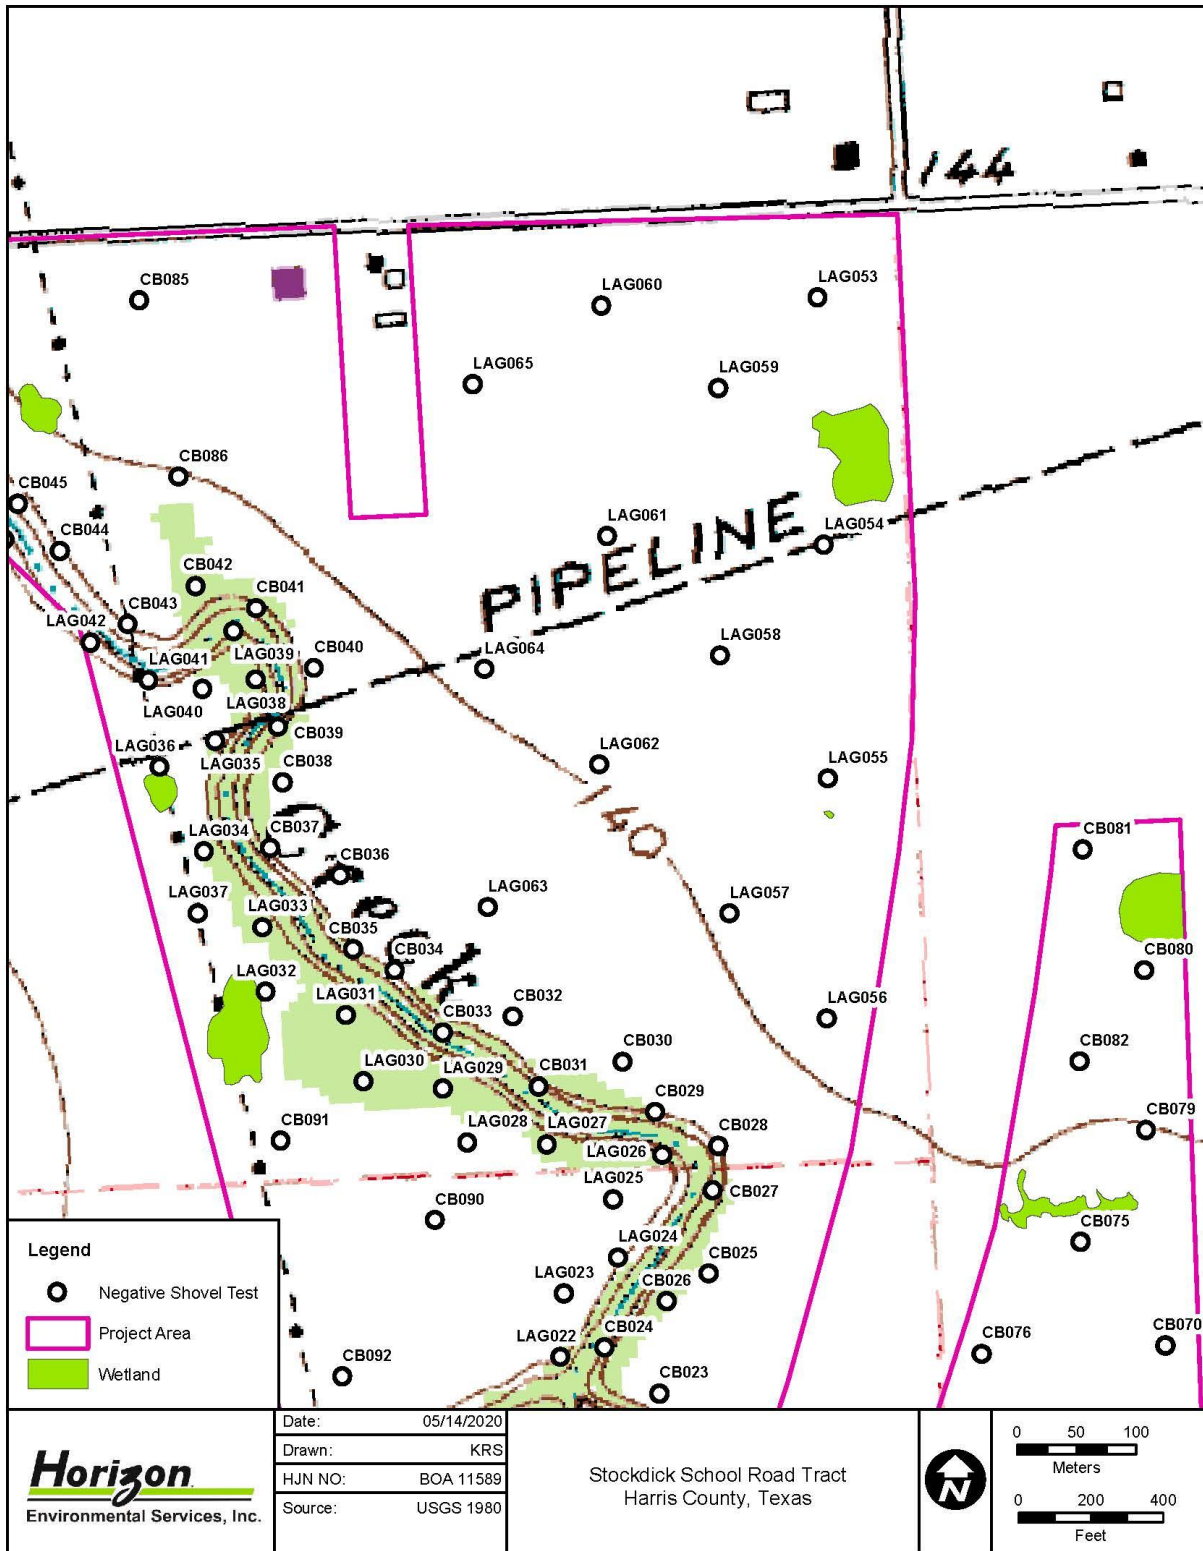 144
CB085
LAG060
LAG053
LAG065
LAG059
CB086
CB045
CB044
LAG061
PIPELINE
LAG054
CB042
CB041
CB043
LAG042
LAG041
LAG039
CB040
LAG064
LAG058
LAG040
LAG038
CB039
LAG036
LAG035
CB038
LAG062
LAG055
140
LAG034
CB037
Creek
CB036
CB081
LAG037
LAG033
LAG063
LAG057
CB035
CB034
CB080
LAG032
LAG031
CB033
CB032
LAG056
CB030
CB082
LAG030
LAG029
CB031
CB029
CB079
CB091
LAG028
LAG027
CB028
LAG026
LAG025
CB027
CB090
LAG024
CB075
CB025
LAG023
CB026
LAG022
CB024
CB076
CB070
CB092
CB023
Legend
Negative Shovel Test
Project Area
Wetland
Horizon
Environmental Services, Inc.
Date: 05/14/2020
Drawn: KRS
HJN NO: BOA 11589
Source: USGS 1980
Stockdick School Road Tract
Harris County, Texas
N
0 50 100
Meters
0 200 400
Feet